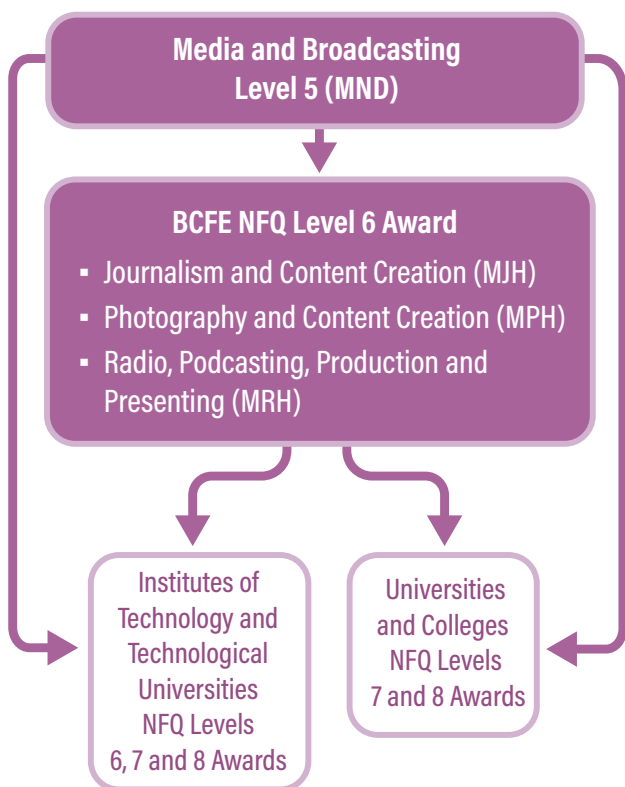 Media and Broadcasting
Level 5 (MND)
BCFE NFQ Level 6 Award
▪ Journalism and Content Creation (MJH)
▪ Photography and Content Creation (MPH)
▪ Radio, Podcasting, Production and
Presenting (MRH)
Institutes of
Technology and
Technological
Universities
NFQ Levels
6, 7 and 8 Awards
Universities
and Colleges
NFQ Levels
7 and 8 Awards